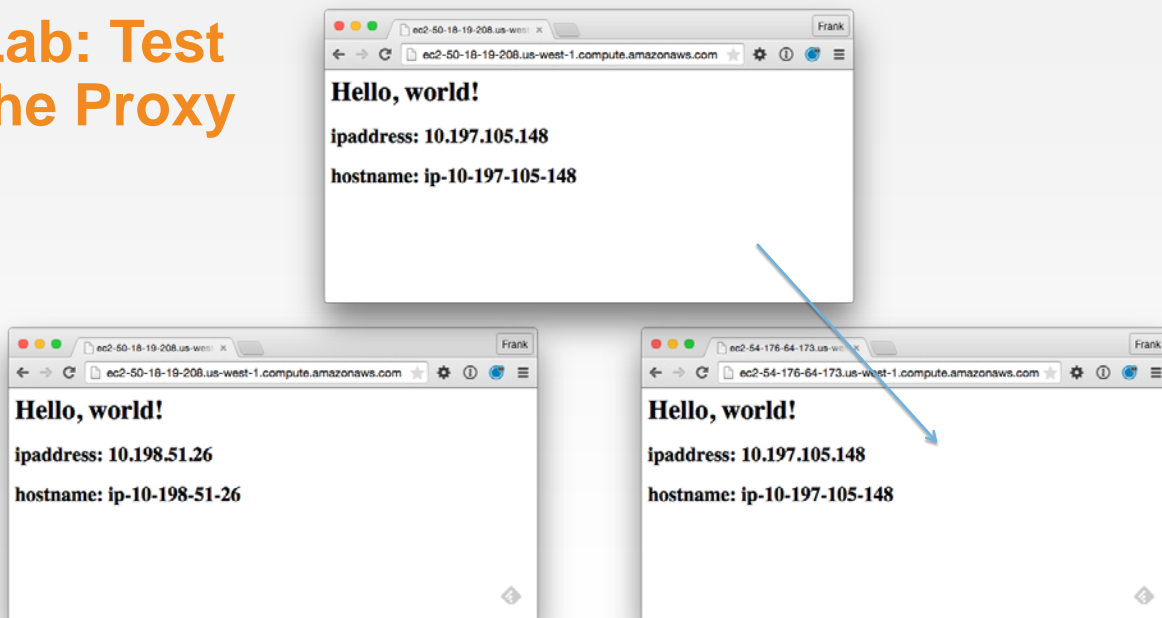 Lab: Test
the Proxy
ec2-50-18-19-208.us-west
Frank
ec2-50-18-19-208.us-west-1.compute.amazonaws.com
Hello, world!
ipaddress: 10.197.105.148
hostname: ip-10-197-105-148
ec2-50-18-19-208.us-west
Frank
ec2-50-18-19-208.us-west-1.compute.amazonaws.com
Hello, world!
ipaddress: 10.198.51.26
hostname: ip-10-198-51-26
ec2-54-176-64-173.us-we
Frank
ec2-54-176-64-173.us-west-1.compute.amazonaws.com
Hello, world!
ipaddress: 10.197.105.148
hostname: ip-10-197-105-148